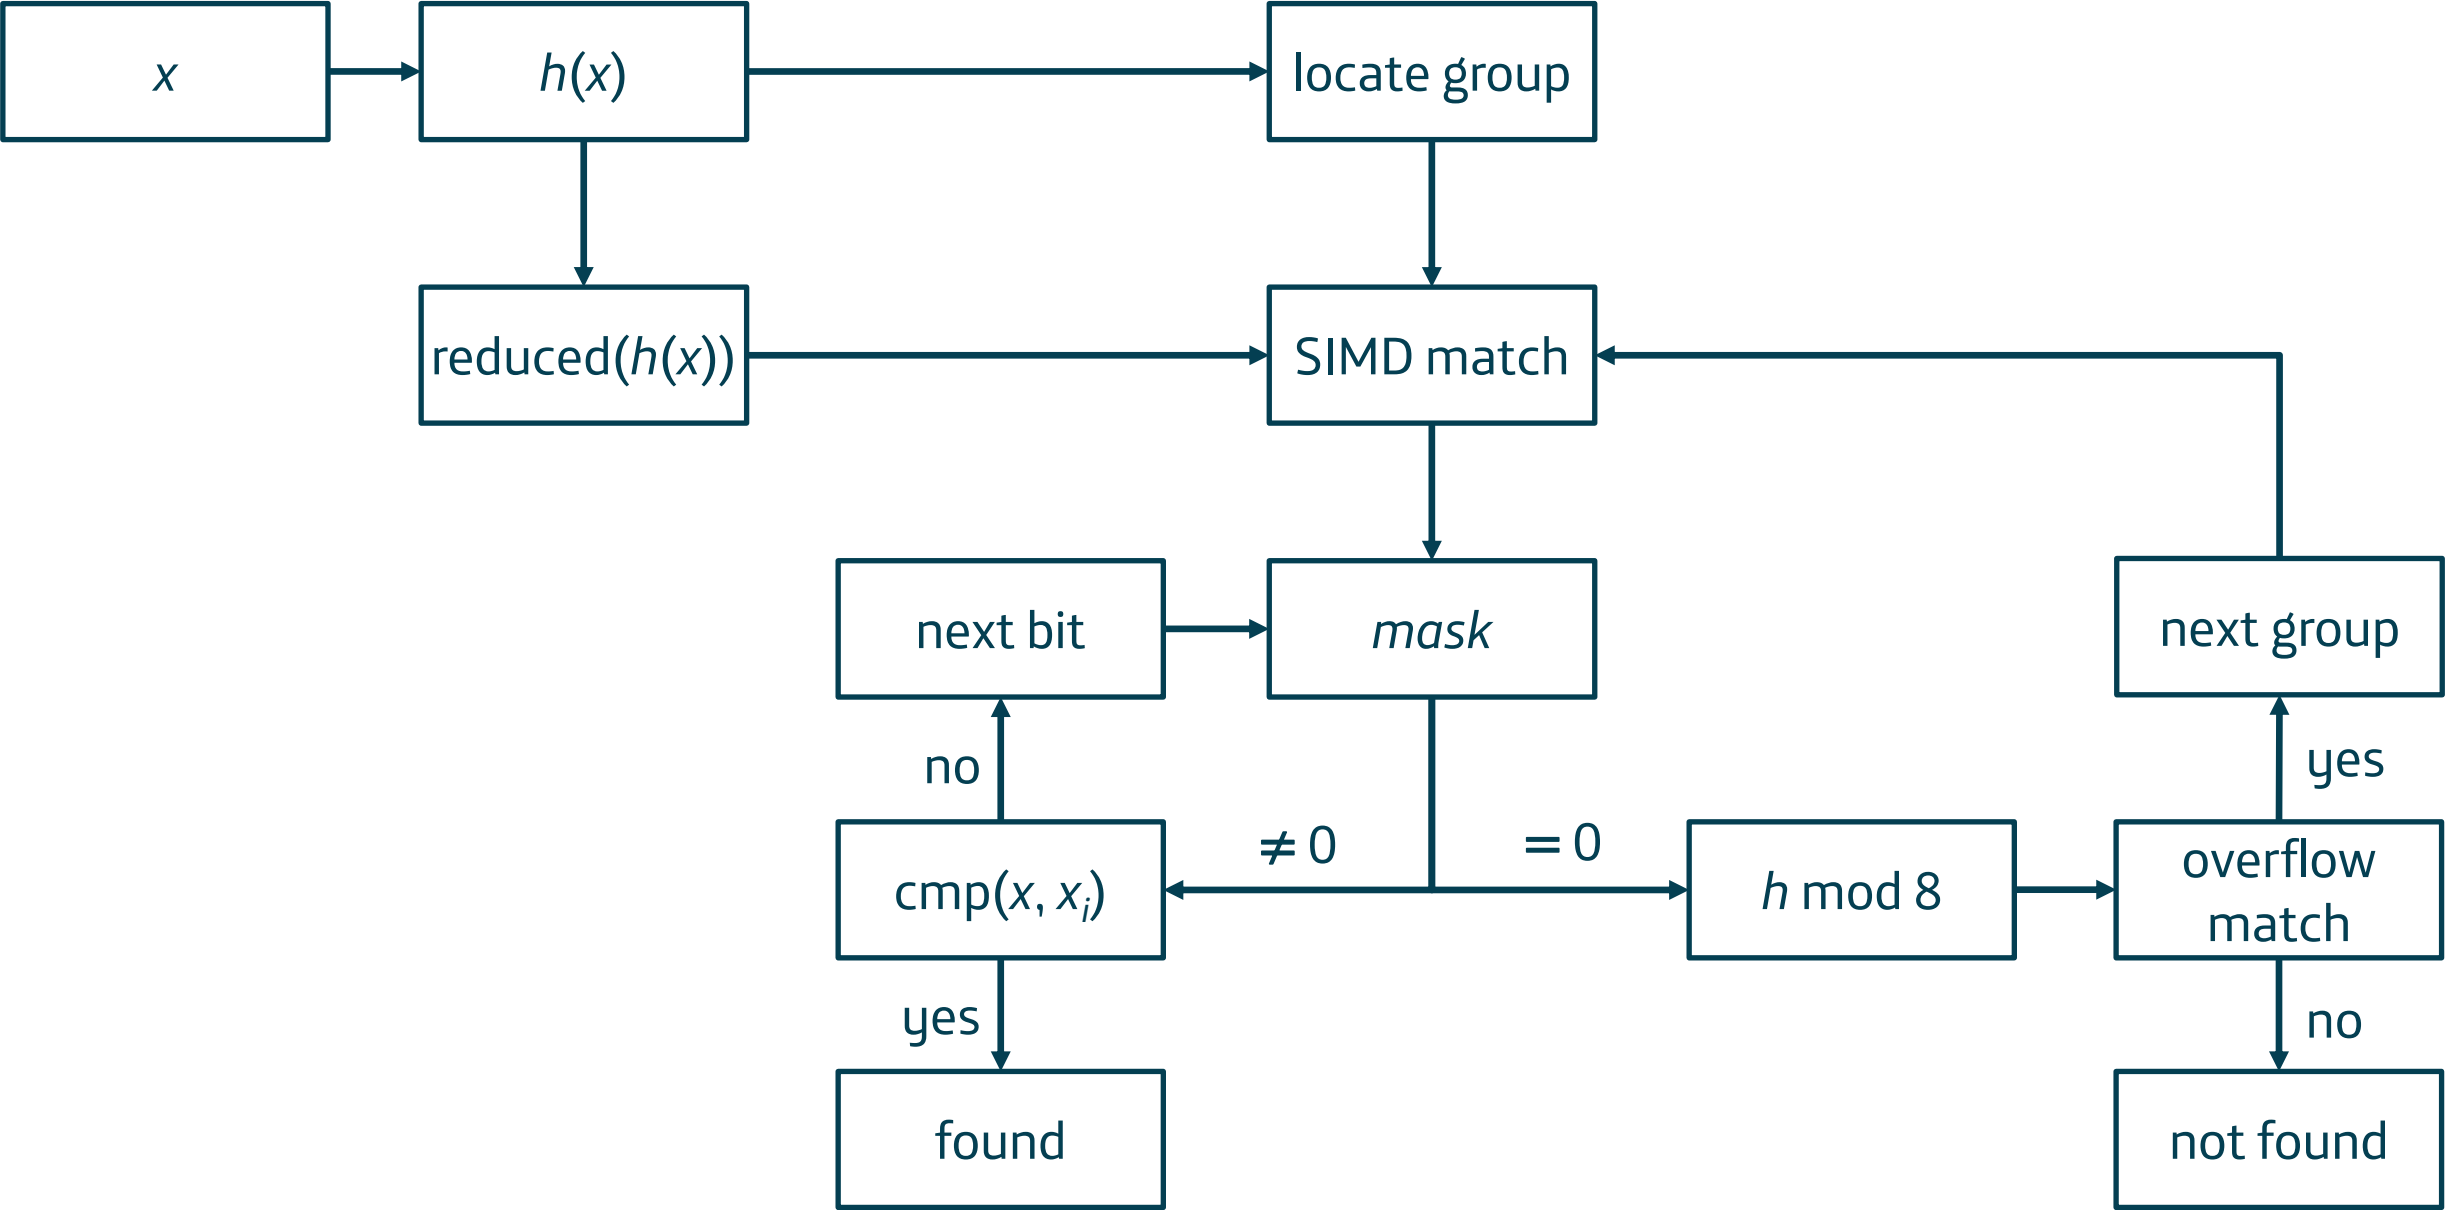 x
h(x)
locate group
reduced(h(x))
SIMD match
next bit
mask
next group
no
yes
≠ 0
= 0
cmp(x, xᵢ)
h mod 8
overflow
match
yes
no
found
not found